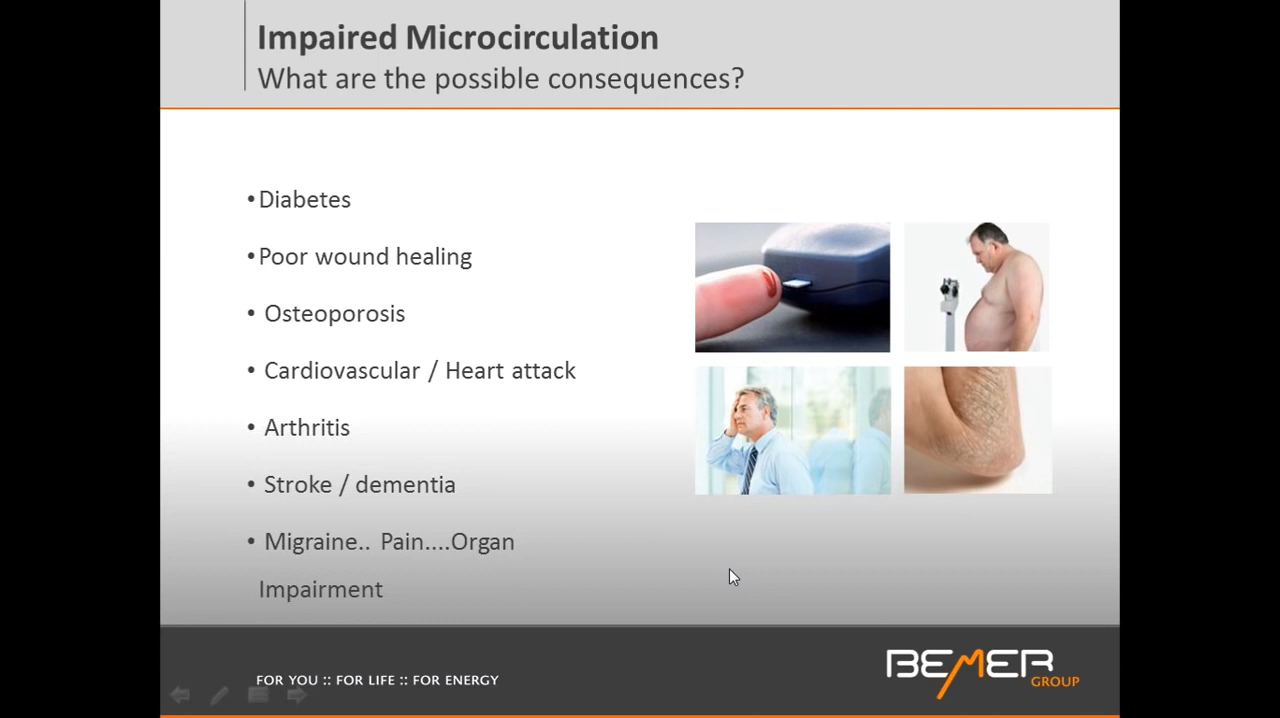 Impaired Microcirculation
What are the possible consequences?
•Diabetes
•Poor wound healing
• Osteoporosis
• Cardiovascular / Heart attack
• Arthritis
• Stroke / dementia
• Migraine.. Pain....Organ
Impairment
FOR YOU :: FOR LIFE :: FOR ENERGY
BEMER
GROUP